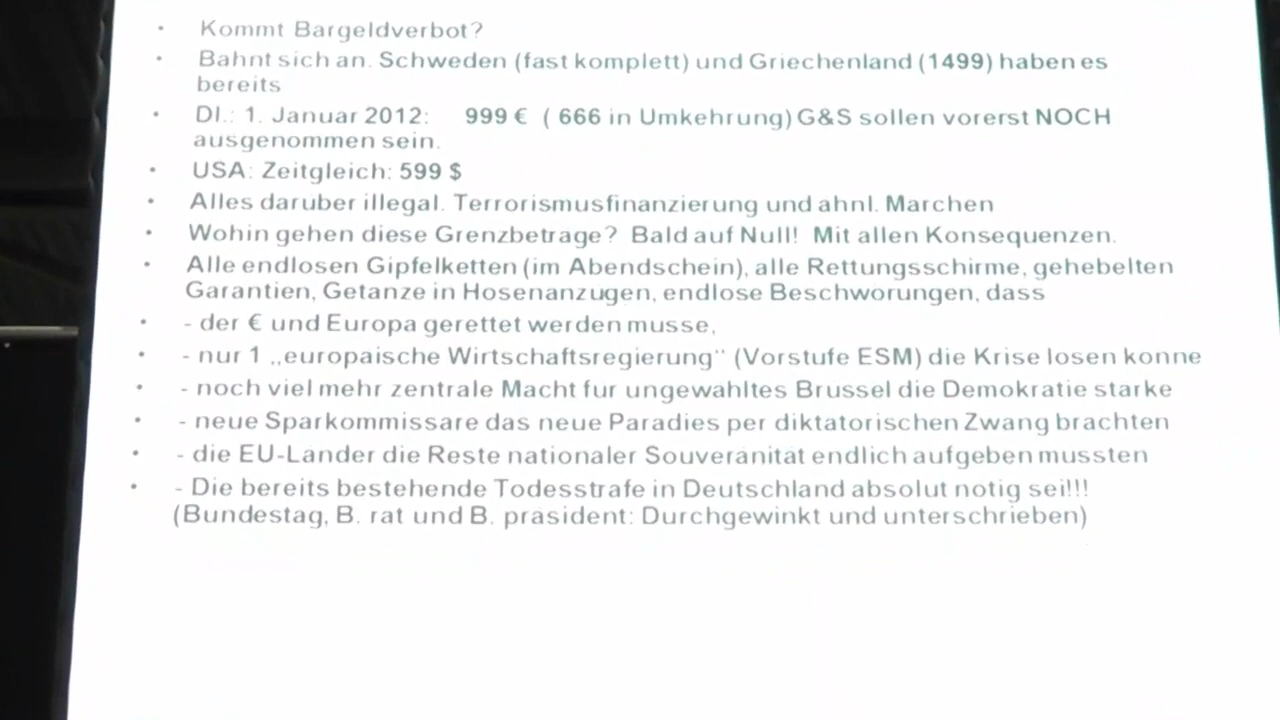 • Kommt Bargeldverbot?
• Bahnt sich an. Schweden (fast komplett) und Griechenland (1499) haben es
bereits
• Dl.: 1. Januar 2012: 999 € ( 666 in Umkehrung) G&S sollen vorerst NOCH
ausgenommen sein.
• USA: Zeitgleich: 599 $
• Alles daruber illegal. Terrorismusfinanzierung und ahnl. Marchen
• Wohin gehen diese Grenzbetrage? Bald auf Null! Mit allen Konsequenzen.
• Alle endlosen Gipfelketten (im Abendschein), alle Rettungsschirme, gehebelten
Garantien, Getanze in Hosenanzugen, endlose Beschworungen, dass
• - der € und Europa gerettet werden musse,
• - nur 1 „europaische Wirtschaftsregierung“ (Vorstufe ESM) die Krise losen konne
• - noch viel mehr zentrale Macht fur ungewahltes Brussel die Demokratie starke
• - neue Sparkommissare das neue Paradies per diktatorischen Zwang brachten
• - die EU-Lander die Reste nationaler Souveranitat endlich aufgeben mussten
• - Die bereits bestehende Todesstrafe in Deutschland absolut notig sei!!!
(Bundestag, B. rat und B. prasident: Durchgewinkt und unterschrieben)